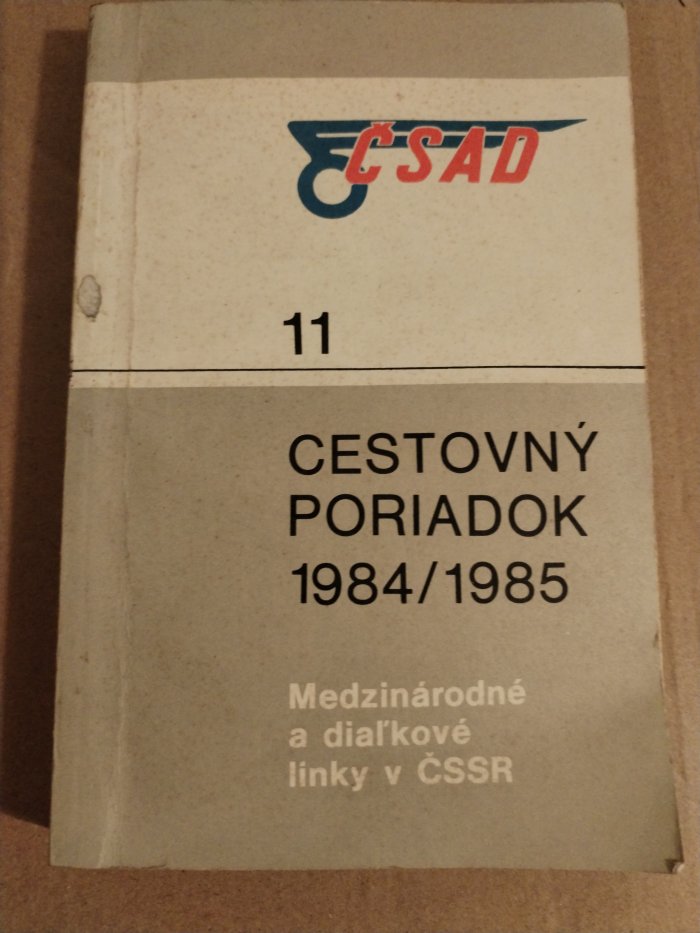 ČSAD
11
CESTOVNÝ
PORIADOK
1984/1985
Medzinárodné
a diaľkové
linky v ČSSR